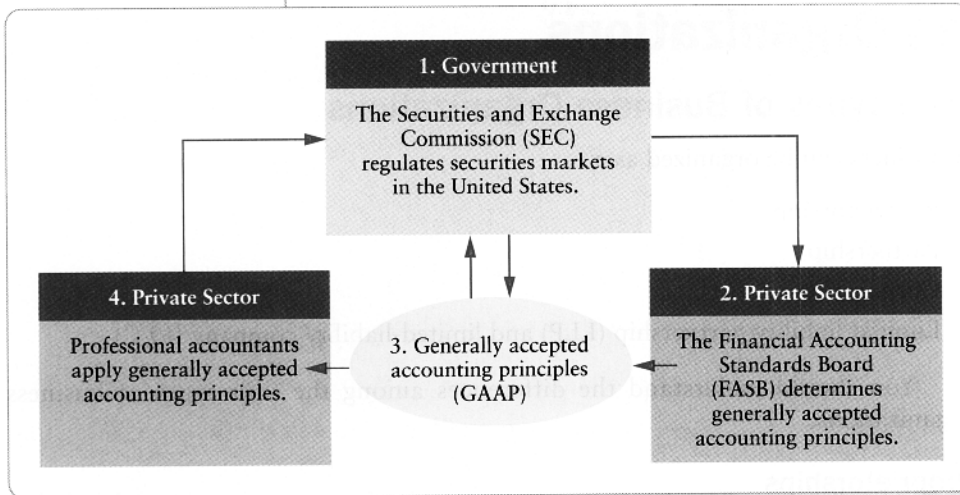 1. Government
The Securities and Exchange
Commission (SEC)
regulates securities markets
in the United States.
4. Private Sector
Professional accountants
apply generally accepted
accounting principles.
3. Generally accepted
accounting principles
(GAAP)
2. Private Sector
The Financial Accounting
Standards Board
(FASB) determines
generally accepted
accounting principles.